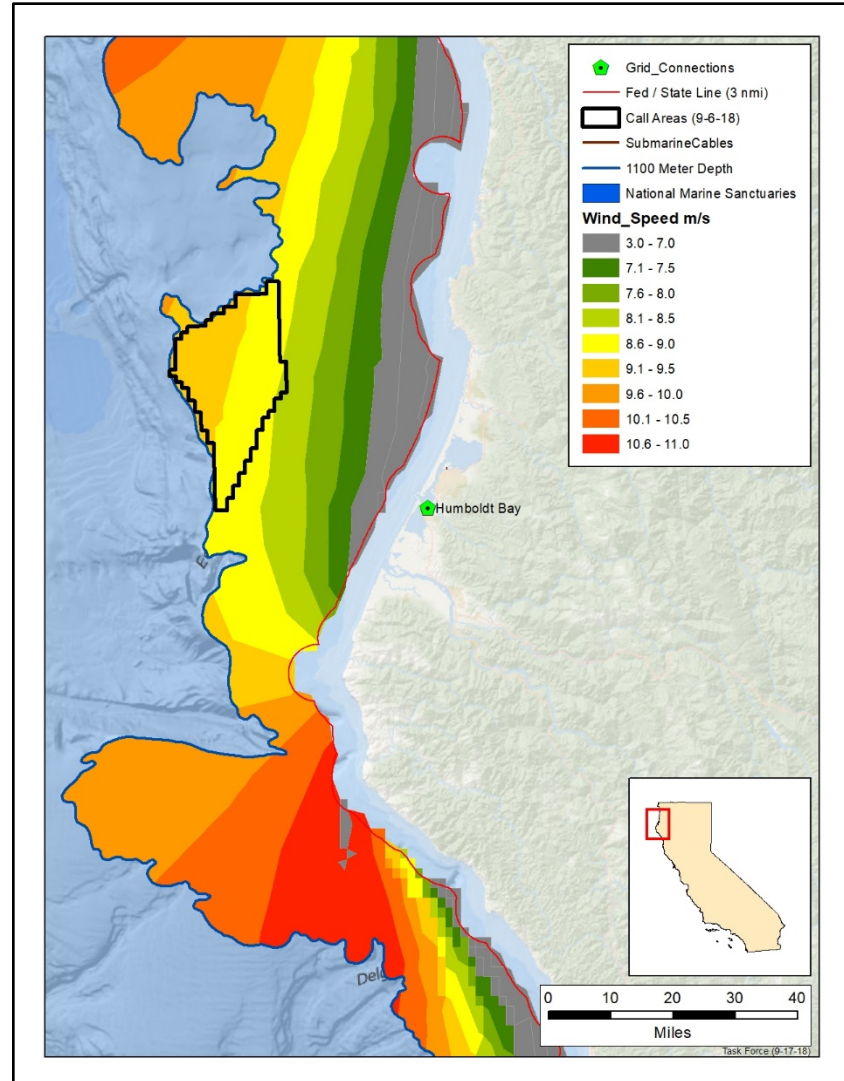 Grid_Connections
Fed / State Line (3 nmi)
Call Areas (9-6-18)
SubmarineCables
1100 Meter Depth
National Marine Sanctuaries
Wind_Speed m/s
3.0 - 7.0
7.1 - 7.5
7.6 - 8.0
8.1 - 8.5
8.6 - 9.0
9.1 - 9.5
9.6 - 10.0
10.1 - 10.5
10.6 - 11.0
Humboldt Bay
E
Delg
0 10 20 30 40
Miles
Task Force (9-17-18)